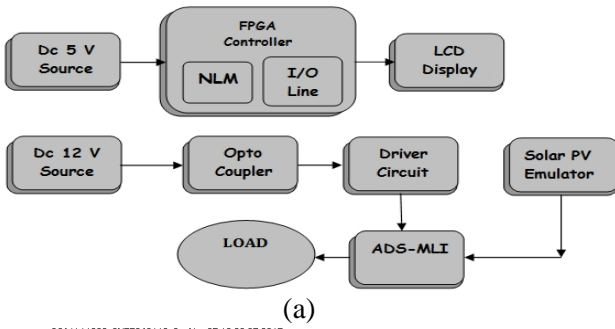 FPGA
Controller
Dc 5 V
Source
NLM
I/O
Line
LCD
Display
Dc 12 V
Source
Opto
Coupler
Driver
Circuit
Solar PV
Emulator
LOAD
ADS-MLI
(a)